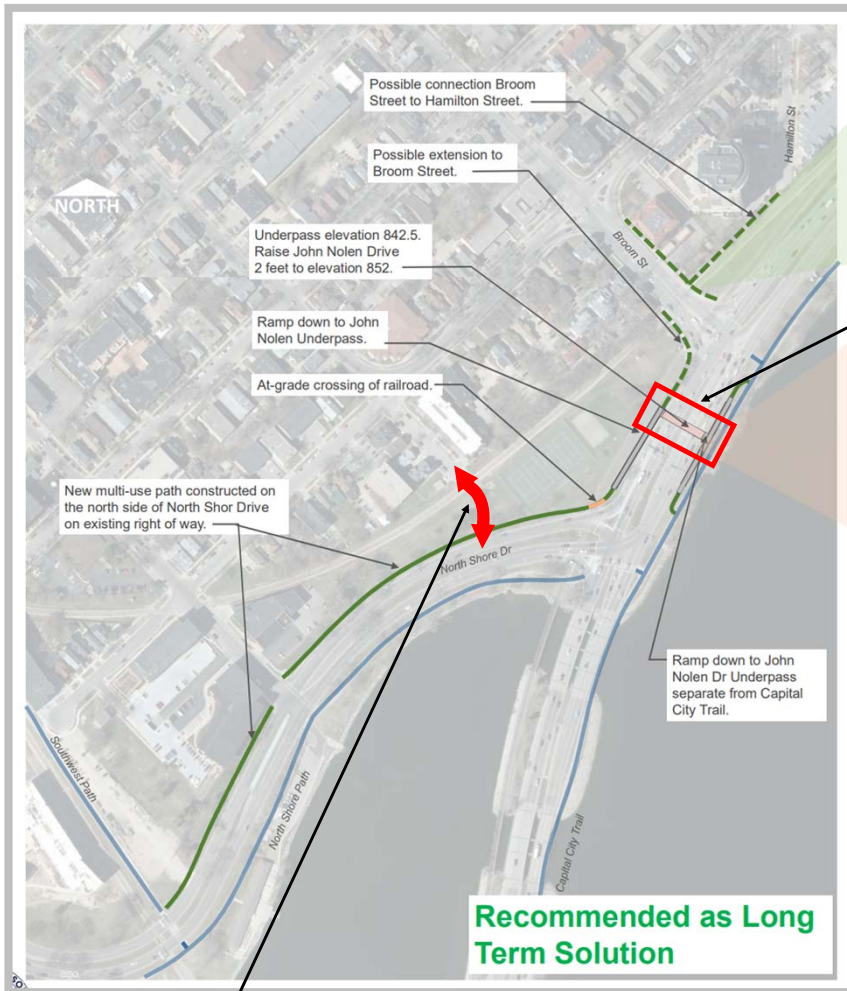 Possible connection Broom
Street to Hamilton Street.
Hamilton St
Possible extension to
Broom Street.
NORTH
Underpass elevation 842.5.
Raise John Nolen Drive
2 feet to elevation 852.
Broom St
Ramp down to John
Nolen Underpass.
At-grade crossing of railroad.
New multi-use path constructed on
the north side of North Shor Drive
on existing right of way.
North Shore Dr
Ramp down to John
Nolen Dr Underpass
separate from Capital
City Trail.
Southwest Path
North Shore Path
Capital City Trail
Recommended as Long
Term Solution